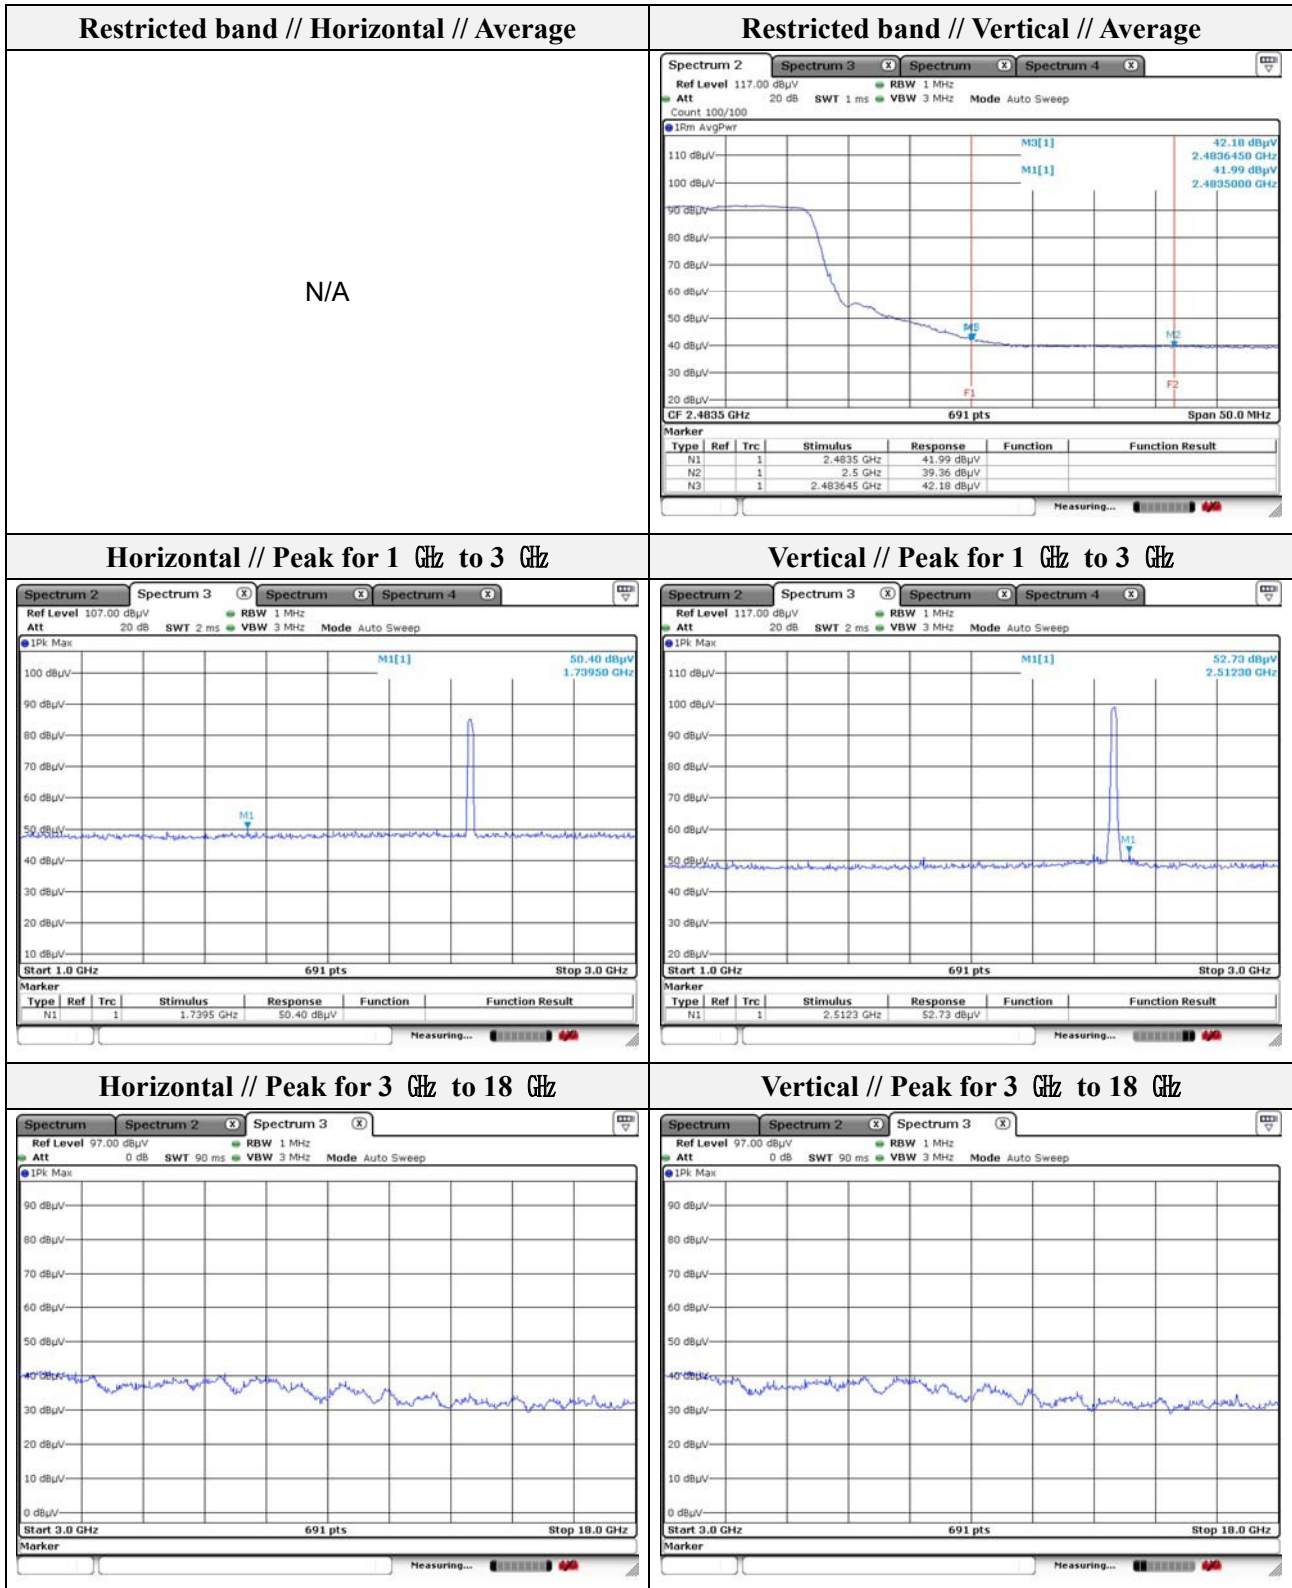 Restricted band // Horizontal // Average
N/A
Restricted band // Vertical // Average
Spectrum 2 Spectrum 3 Spectrum Spectrum 4
Ref Level 117.00 dBµV RBW 1 MHz
Att 20 dB SWT 1 ms VBW 3 MHz Mode Auto Sweep
Count 100/100
1Rm AvgPwr
M3[1] 42.18 dBµV
2.4836450 GHz
M1[1] 41.99 dBµV
2.4835000 GHz
110 dBµV
100 dBµV
90 dBµV
80 dBµV
70 dBµV
60 dBµV
50 dBµV
40 dBµV
30 dBµV
20 dBµV
M2
F1
F2
CF 2.4835 GHz 691 pts Span 50.0 MHz
Marker
Type Ref Trc Stimulus Response Function Function Result
N1 1 2.4835 GHz 41.99 dBµV
N2 1 2.5 GHz 39.36 dBµV
N3 1 2.483645 GHz 42.18 dBµV
Measuring...
Horizontal // Peak for 1 ㎓ to 3 ㎓
Spectrum 2 Spectrum 3 Spectrum Spectrum 4
Ref Level 107.00 dBµV RBW 1 MHz
Att 20 dB SWT 2 ms VBW 3 MHz Mode Auto Sweep
1Pk Max
M1[1] 50.40 dBµV
1.73950 GHz
100 dBµV
90 dBµV
80 dBµV
70 dBµV
60 dBµV
M1
50 dBµV
40 dBµV
30 dBµV
20 dBµV
10 dBµV
Start 1.0 GHz 691 pts Stop 3.0 GHz
Marker
Type Ref Trc Stimulus Response Function Function Result
N1 1 1.7395 GHz 50.40 dBµV
Measuring...
Vertical // Peak for 1 ㎓ to 3 ㎓
Spectrum 2 Spectrum 3 Spectrum Spectrum 4
Ref Level 117.00 dBµV RBW 1 MHz
Att 20 dB SWT 2 ms VBW 3 MHz Mode Auto Sweep
1Pk Max
M1[1] 52.73 dBµV
2.51230 GHz
110 dBµV
100 dBµV
90 dBµV
80 dBµV
70 dBµV
60 dBµV
M1
50 dBµV
40 dBµV
30 dBµV
20 dBµV
Start 1.0 GHz 691 pts Stop 3.0 GHz
Marker
Type Ref Trc Stimulus Response Function Function Result
N1 1 2.5123 GHz 52.73 dBµV
Measuring...
Horizontal // Peak for 3 ㎓ to 18 ㎓
Spectrum Spectrum 2 Spectrum 3
Ref Level 97.00 dBµV RBW 1 MHz
Att 0 dB SWT 90 ms VBW 3 MHz Mode Auto Sweep
1Pk Max
90 dBµV
80 dBµV
70 dBµV
60 dBµV
50 dBµV
40 dBµV
30 dBµV
20 dBµV
10 dBµV
0 dBµV
Start 3.0 GHz 691 pts Stop 18.0 GHz
Marker
Measuring...
Vertical // Peak for 3 ㎓ to 18 ㎓
Spectrum Spectrum 2 Spectrum 3
Ref Level 97.00 dBµV RBW 1 MHz
Att 0 dB SWT 90 ms VBW 3 MHz Mode Auto Sweep
1Pk Max
90 dBµV
80 dBµV
70 dBµV
60 dBµV
50 dBµV
40 dBµV
30 dBµV
20 dBµV
10 dBµV
0 dBµV
Start 3.0 GHz 691 pts Stop 18.0 GHz
Marker
Measuring...